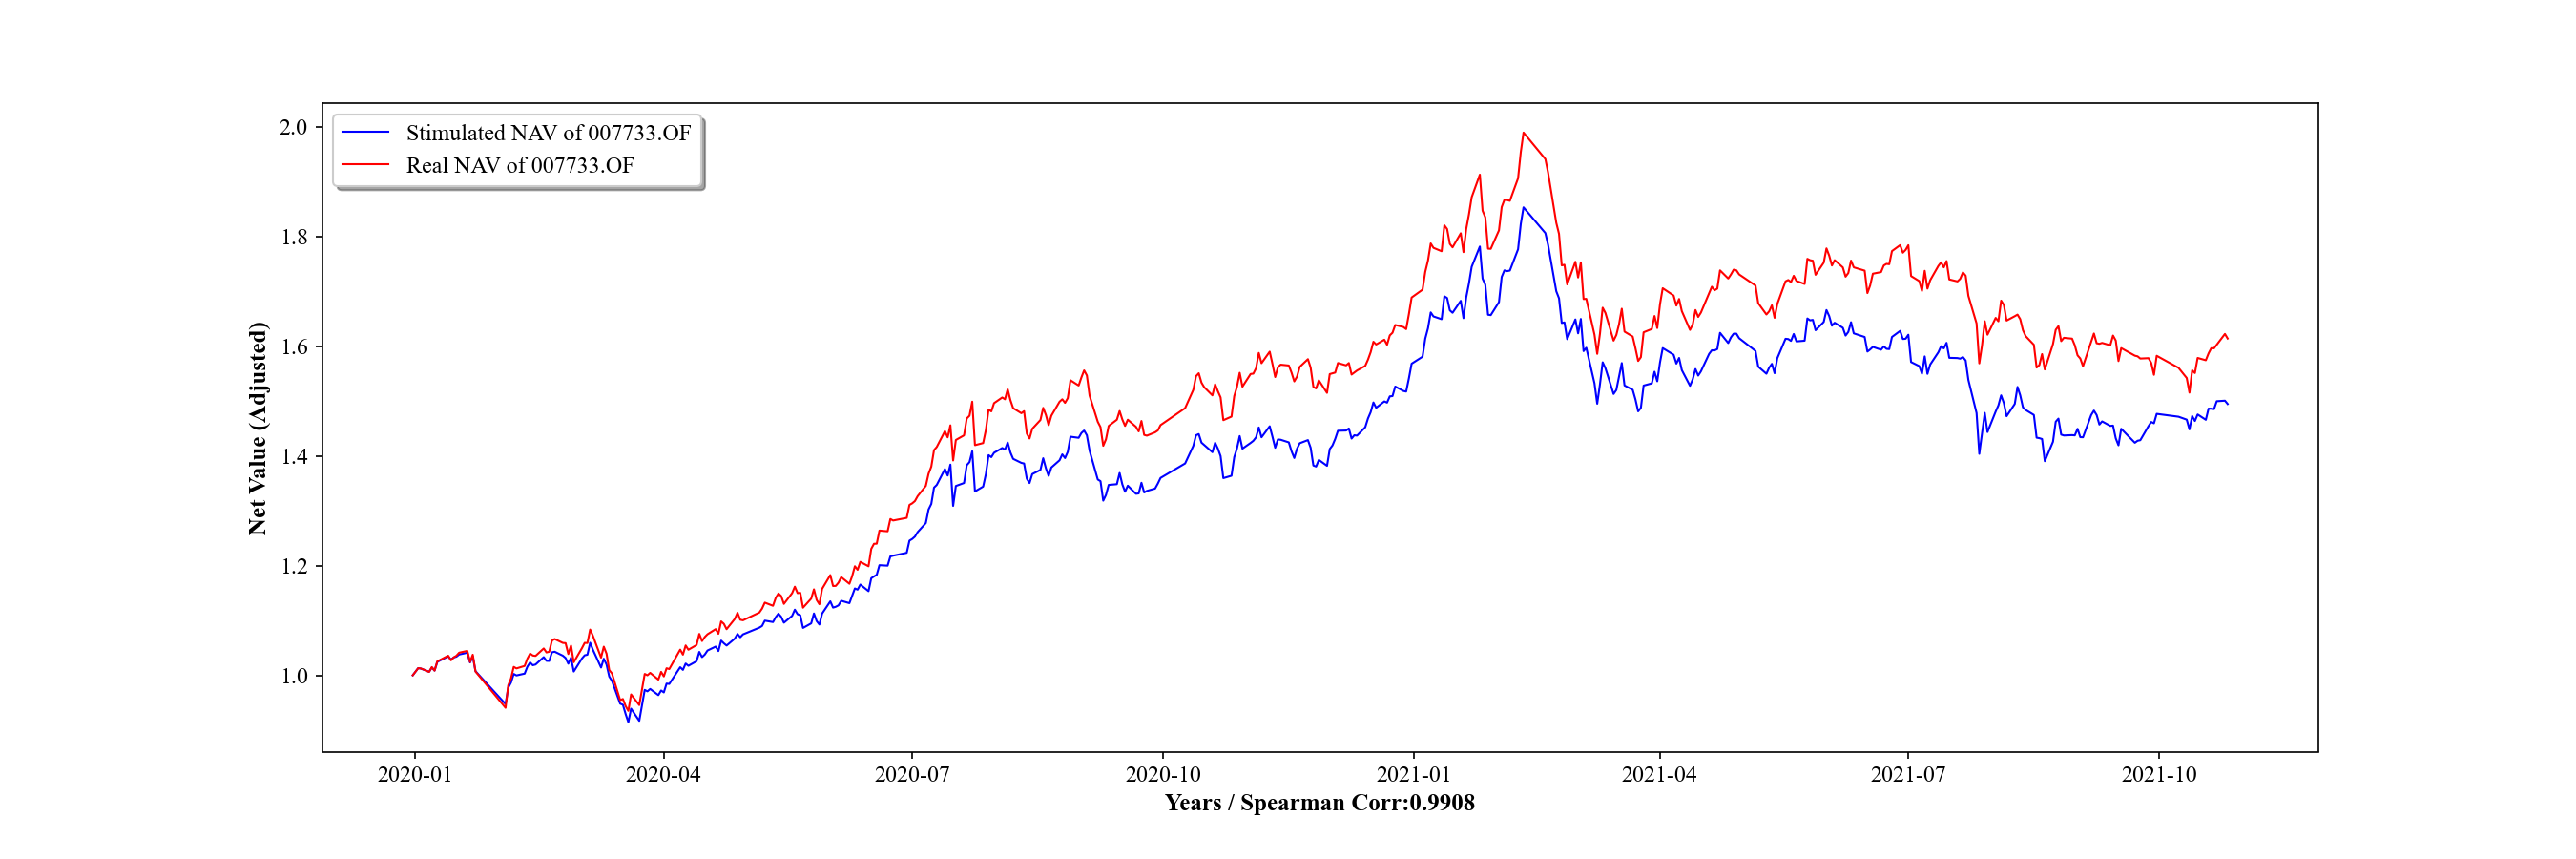 Stimulated NAV of 007733.OF
Real NAV of 007733.OF
2.0
1.8
1.6
1.4
1.2
1.0
Net Value (Adjusted)
2020-01 2020-04 2020-07 2020-10 2021-01 2021-04 2021-07 2021-10
Years / Spearman Corr:0.9908